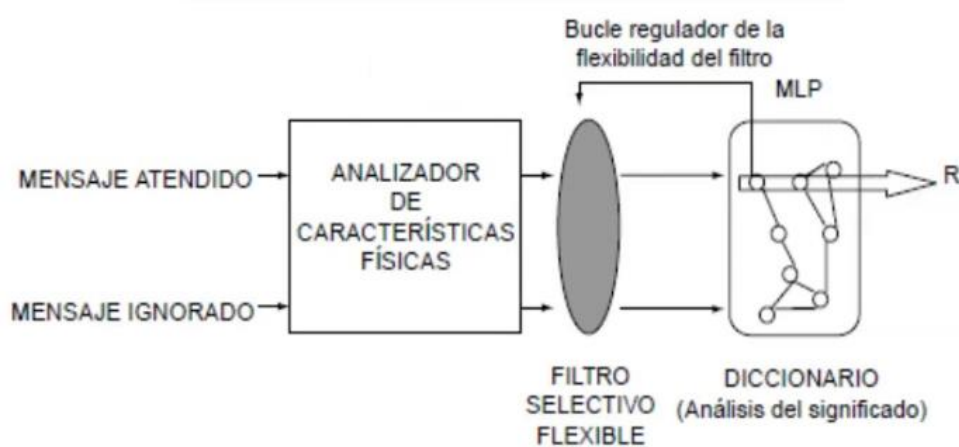 Bucle regulador de la
flexibilidad del filtro
MLP
MENSAJE ATENDIDO
MENSAJE IGNORADO
ANALIZADOR
DE
CARACTERÍSTICAS
FÍSICAS
R
FILTRO
SELECTIVO
FLEXIBLE
DICCIONARIO
(Análisis del significado)